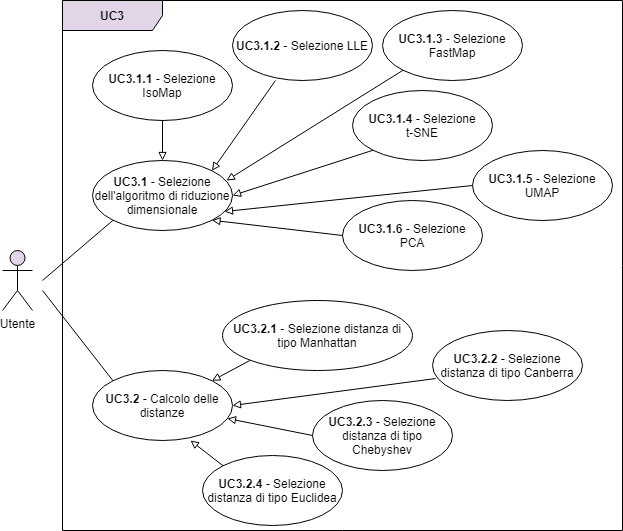 UC3
UC3.1.1 - Selezione
IsoMap
UC3.1.2 - Selezione LLE
UC3.1.3 - Selezione
FastMap
UC3.1.4 - Selezione
t-SNE
UC3.1 - Selezione
dell'algoritmo di riduzione
dimensionale
UC3.1.5 - Selezione
UMAP
UC3.1.6 - Selezione
PCA
Utente
UC3.2.1 - Selezione distanza di
tipo Manhattan
UC3.2.2 - Selezione
distanza di tipo Canberra
UC3.2 - Calcolo delle
distanze
UC3.2.3 - Selezione
distanza di tipo
Chebyshev
UC3.2.4 - Selezione
distanza di tipo Euclidea